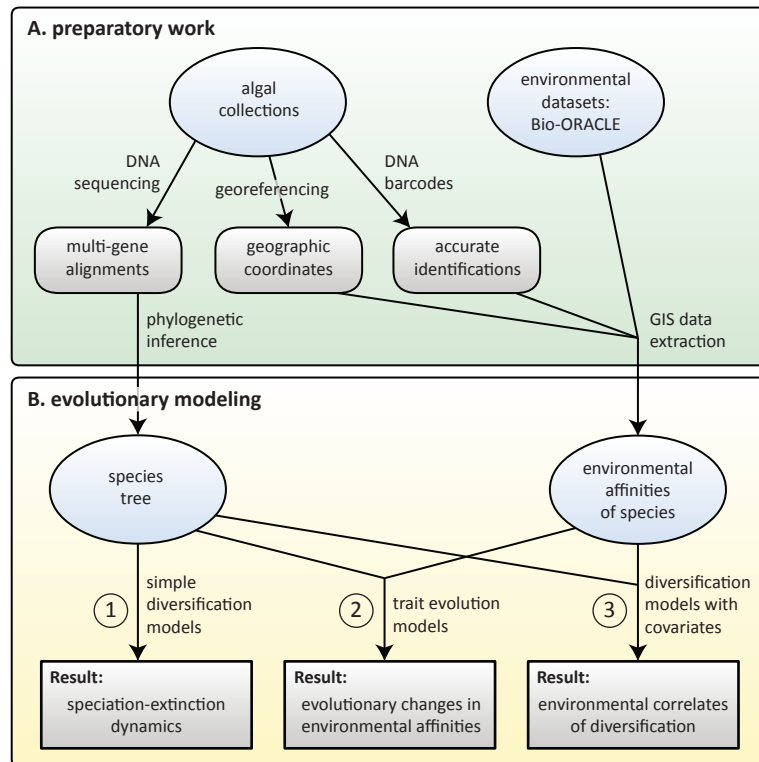 A. preparatory work
algal
collections
environmental
datasets:
Bio-ORACLE
DNA
sequencing
georeferencing
DNA
barcodes
multi-gene
alignments
geographic
coordinates
accurate
identifications
phylogenetic
inference
GIS data
extraction
B. evolutionary modeling
species
tree
environmental
affinities
of species
1
simple
diversification
models
2
trait evolution
models
3
diversification
models with
covariates
Result:
speciation-extinction
dynamics
Result:
evolutionary changes in
environmental affinities
Result:
environmental correlates
of diversification